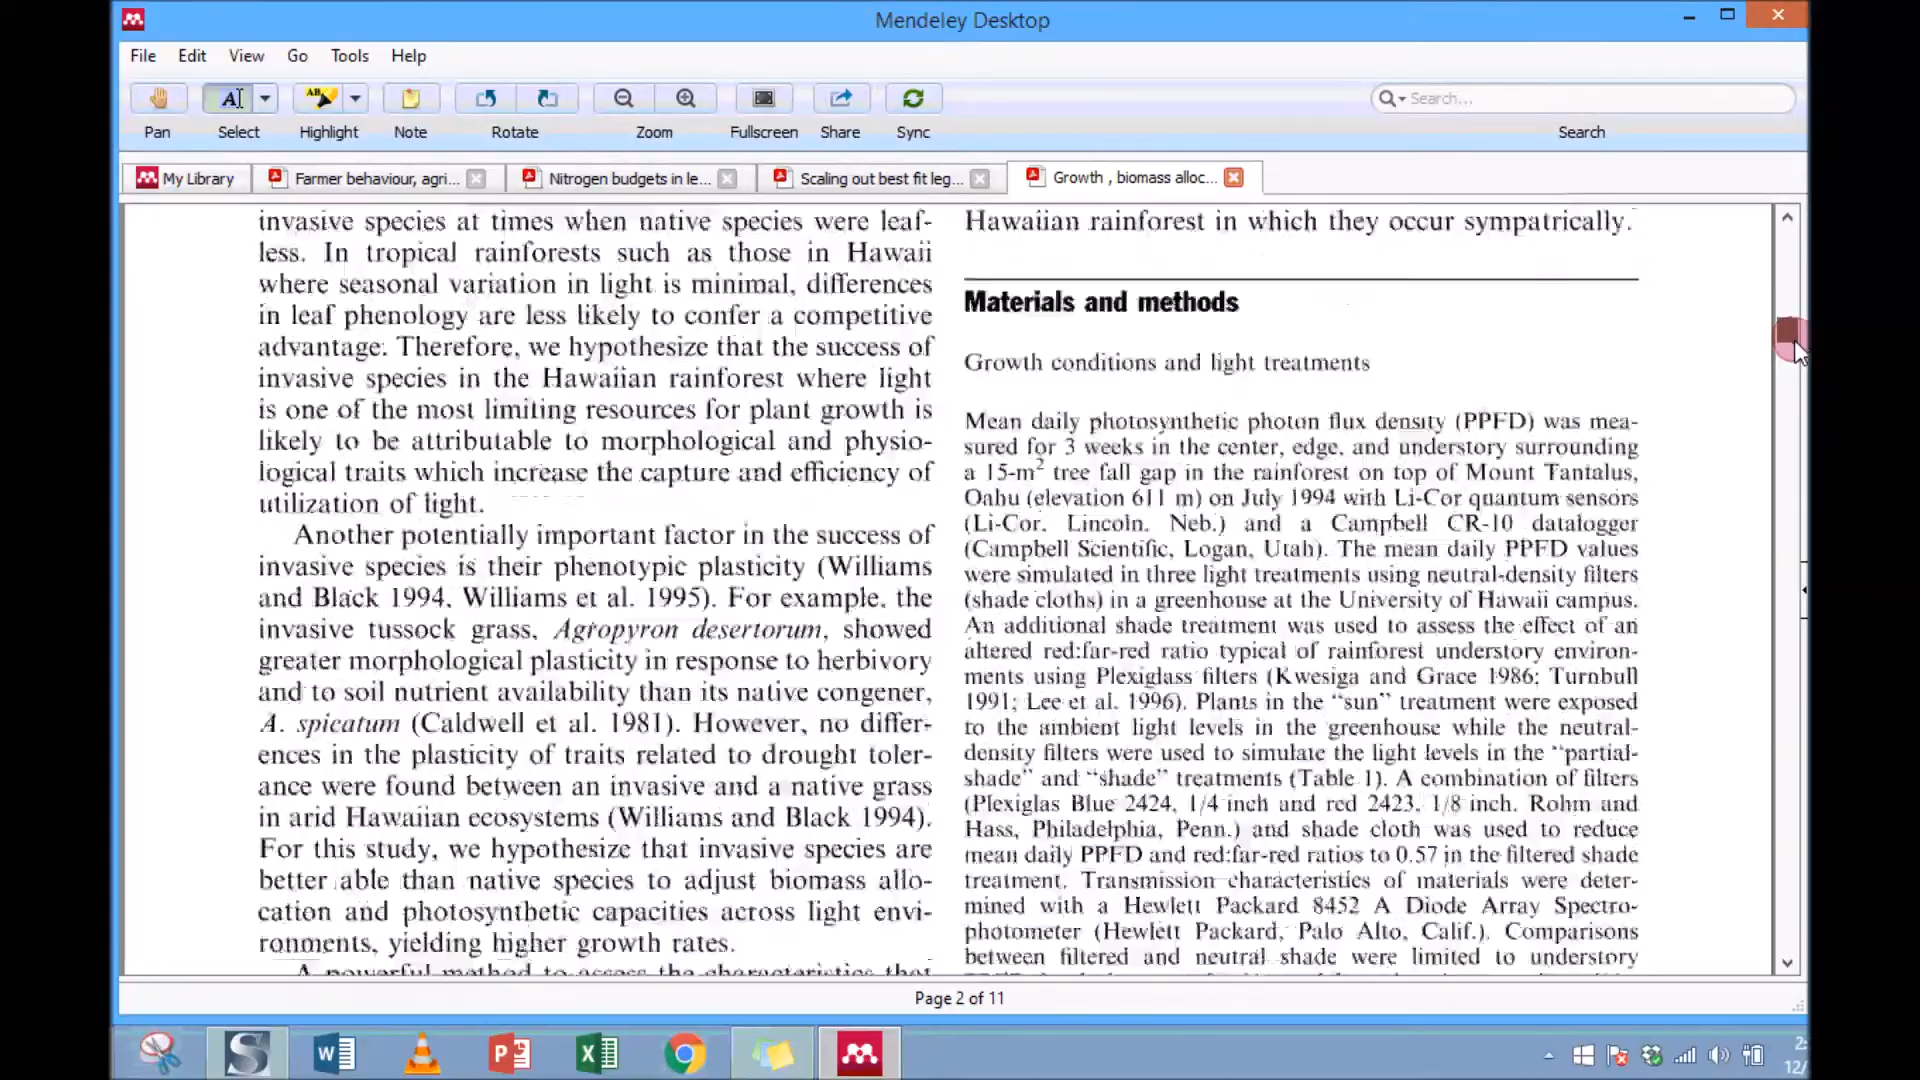 Mendeley Desktop
File Edit View Go Tools Help
Search...
Pan Select Highlight Note Rotate Zoom Fullscreen Share Sync Search
My Library Farmer behaviour, agri... Nitrogen budgets in le... Scaling out best fit leg... Growth , biomass alloc...
invasive species at times when native species were leaf-
less. In tropical rainforests such as those in Hawaii
where seasonal variation in light is minimal, differences
in leaf phenology are less likely to confer a competitive
advantage. Therefore, we hypothesize that the success of
invasive species in the Hawaiian rainforest where light
is one of the most limiting resources for plant growth is
likely to be attributable to morphological and physio-
logical traits which increase the capture and efficiency of
utilization of light.
Another potentially important factor in the success of
invasive species is their phenotypic plasticity (Williams
and Black 1994, Williams et al. 1995). For example, the
invasive tussock grass, Agropyron desertorum, showed
greater morphological plasticity in response to herbivory
and to soil nutrient availability than its native congener,
A. spicatum (Caldwell et al. 1981). However, no differ-
ences in the plasticity of traits related to drought toler-
ance were found between an invasive and a native grass
in arid Hawaiian ecosystems (Williams and Black 1994).
For this study, we hypothesize that invasive species are
better able than native species to adjust biomass allo-
cation and photosynthetic capacities across light envi-
ronments, yielding higher growth rates.
A powerful method to assess the characteristics that
Hawaiian rainforest in which they occur sympatrically.
Materials and methods
Growth conditions and light treatments
Mean daily photosynthetic photon flux density (PPFD) was mea-
sured for 3 weeks in the center, edge, and understory surrounding
a 15-m2 tree fall gap in the rainforest on top of Mount Tantalus,
Oahu (elevation 611 m) on July 1994 with Li-Cor quantum sensors
(Li-Cor, Lincoln, Neb.) and a Campbell CR-10 datalogger
(Campbell Scientific, Logan, Utah). The mean daily PPFD values
were simulated in three light treatments using neutral-density filters
(shade cloths) in a greenhouse at the University of Hawaii campus.
An additional shade treatment was used to assess the effect of an
altered red:far-red ratio typical of rainforest understory environ-
ments using Plexiglass filters (Kwesiga and Grace 1986; Turnbull
1991; Lee et al. 1996). Plants in the “sun” treatment were exposed
to the ambient light levels in the greenhouse while the neutral-
density filters were used to simulate the light levels in the “partial-
shade” and “shade” treatments (Table 1). A combination of filters
(Plexiglas Blue 2424, 1/4 inch and red 2423, 1/8 inch, Rohm and
Hass, Philadelphia, Penn.) and shade cloth was used to reduce
mean daily PPFD and red:far-red ratios to 0.57 in the filtered shade
treatment. Transmission characteristics of materials were deter-
mined with a Hewlett Packard 8452 A Diode Array Spectro-
photometer (Hewlett Packard, Palo Alto, Calif.). Comparisons
between filtered and neutral shade were limited to understory
Page 2 of 11
2:
12/